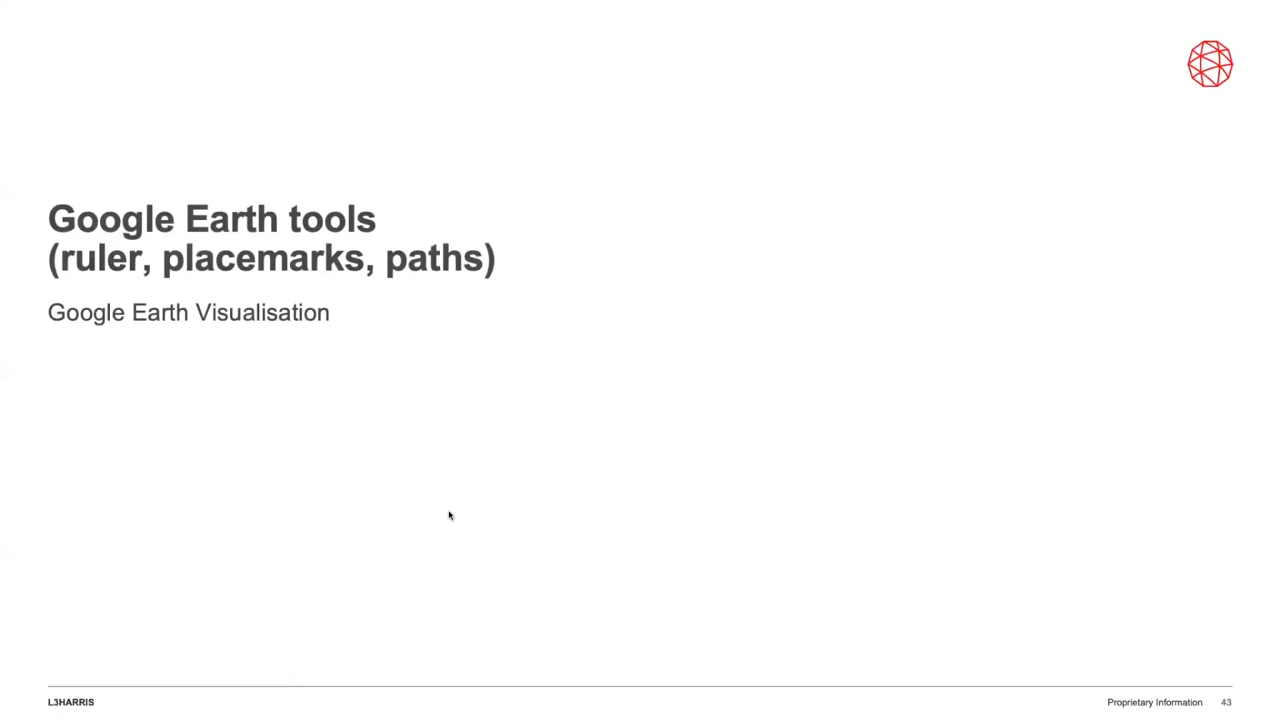 Google Earth tools
(ruler, placemarks, paths)
Google Earth Visualisation
L3HARRIS
Proprietary Information 43